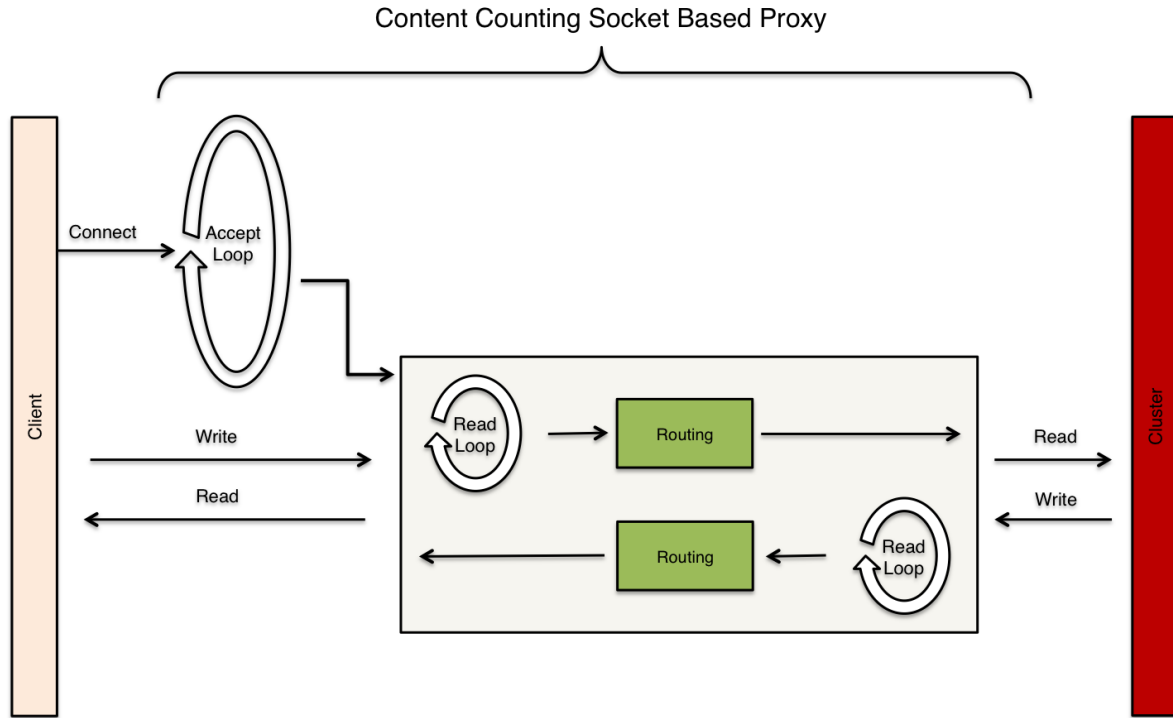 Content Counting Socket Based Proxy
Connect
Accept
Loop
Client
Cluster
Write
Read
Read
Loop
Routing
Read
Write
Routing
Read
Loop